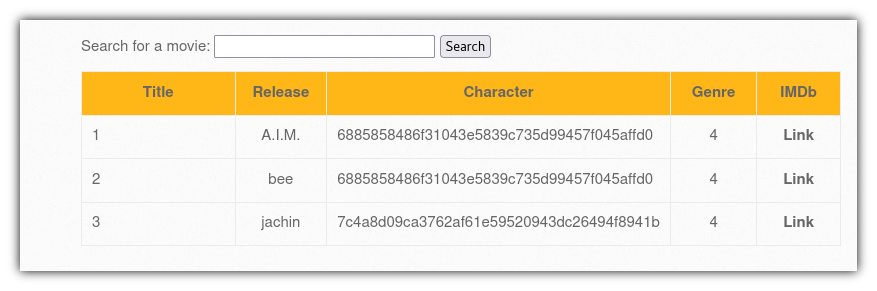 Search for a movie: Search
Title Release Character Genre IMDb
1 A.I.M. 6885858486f31043e5839c735d99457f045affd0 4 Link
2 bee 6885858486f31043e5839c735d99457f045affd0 4 Link
3 jachin 7c4a8d09ca3762af61e59520943dc26494f8941b 4 Link